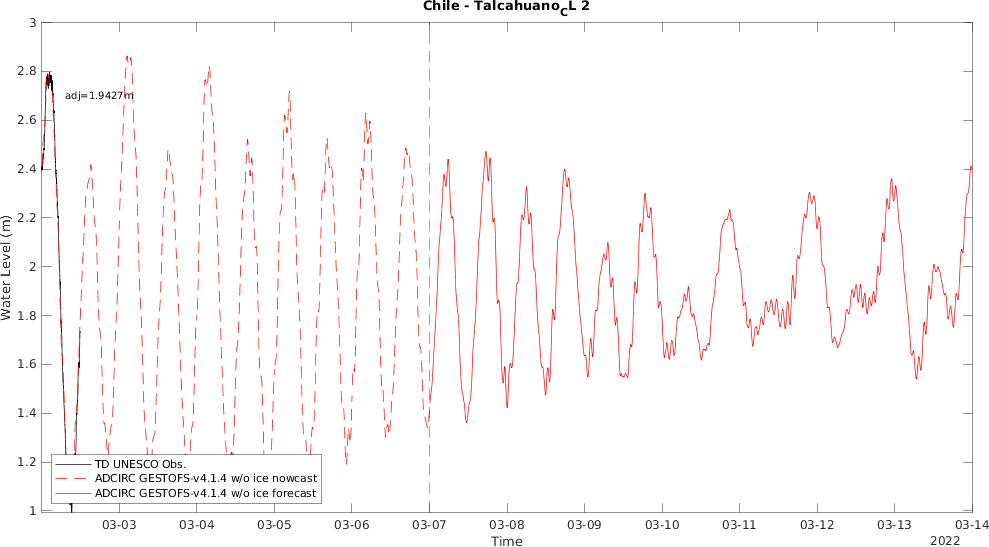 Chile - Talcahuano_CL 2
3
2.8
2.6
2.4
2.2
2
1.8
1.6
1.4
1.2
1
Water Level (m)
adj=1.9427m
TD UNESCO Obs.
ADCIRC GESTOFS-v4.1.4 w/o ice nowcast
ADCIRC GESTOFS-v4.1.4 w/o ice forecast
03-03 03-04 03-05 03-06 03-07 03-08 03-09 03-10 03-11 03-12 03-13 03-14
Time
2022